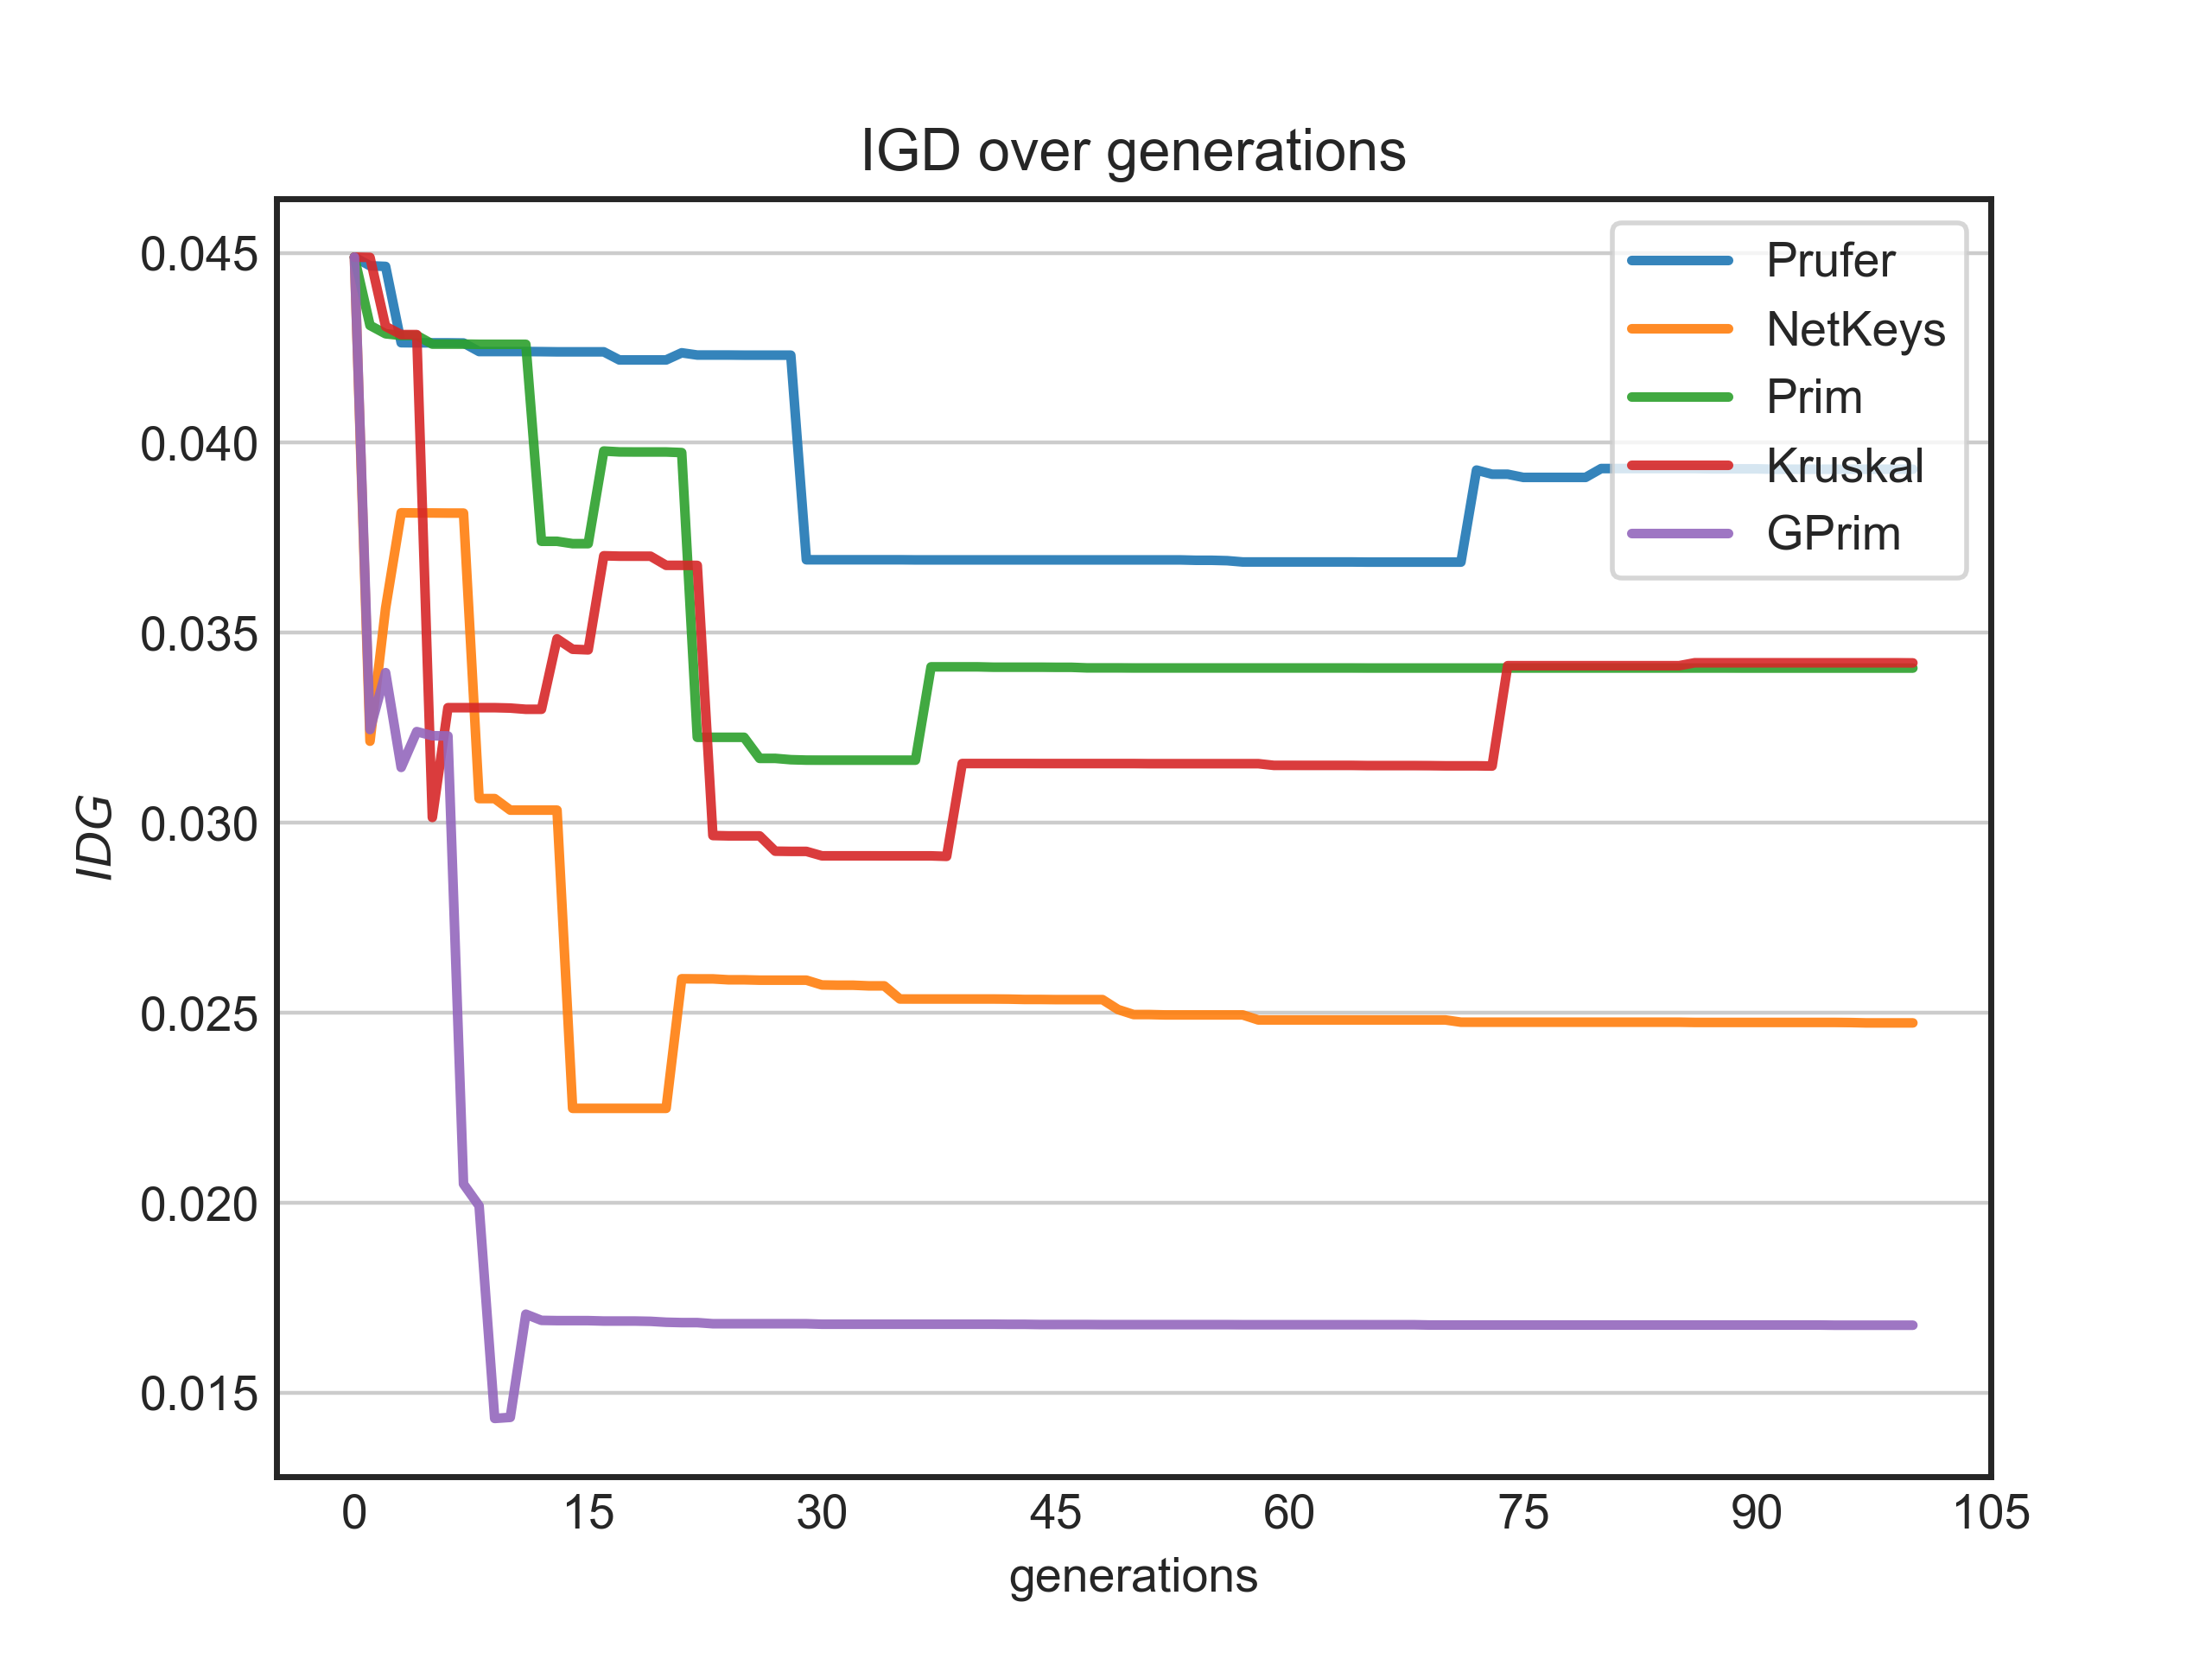 IGD over generations
0.045
0.040
0.035
0.030
0.025
0.020
0.015
IDG
Prufer
NetKeys
Prim
Kruskal
GPrim
0 15 30 45 60 75 90 105
generations